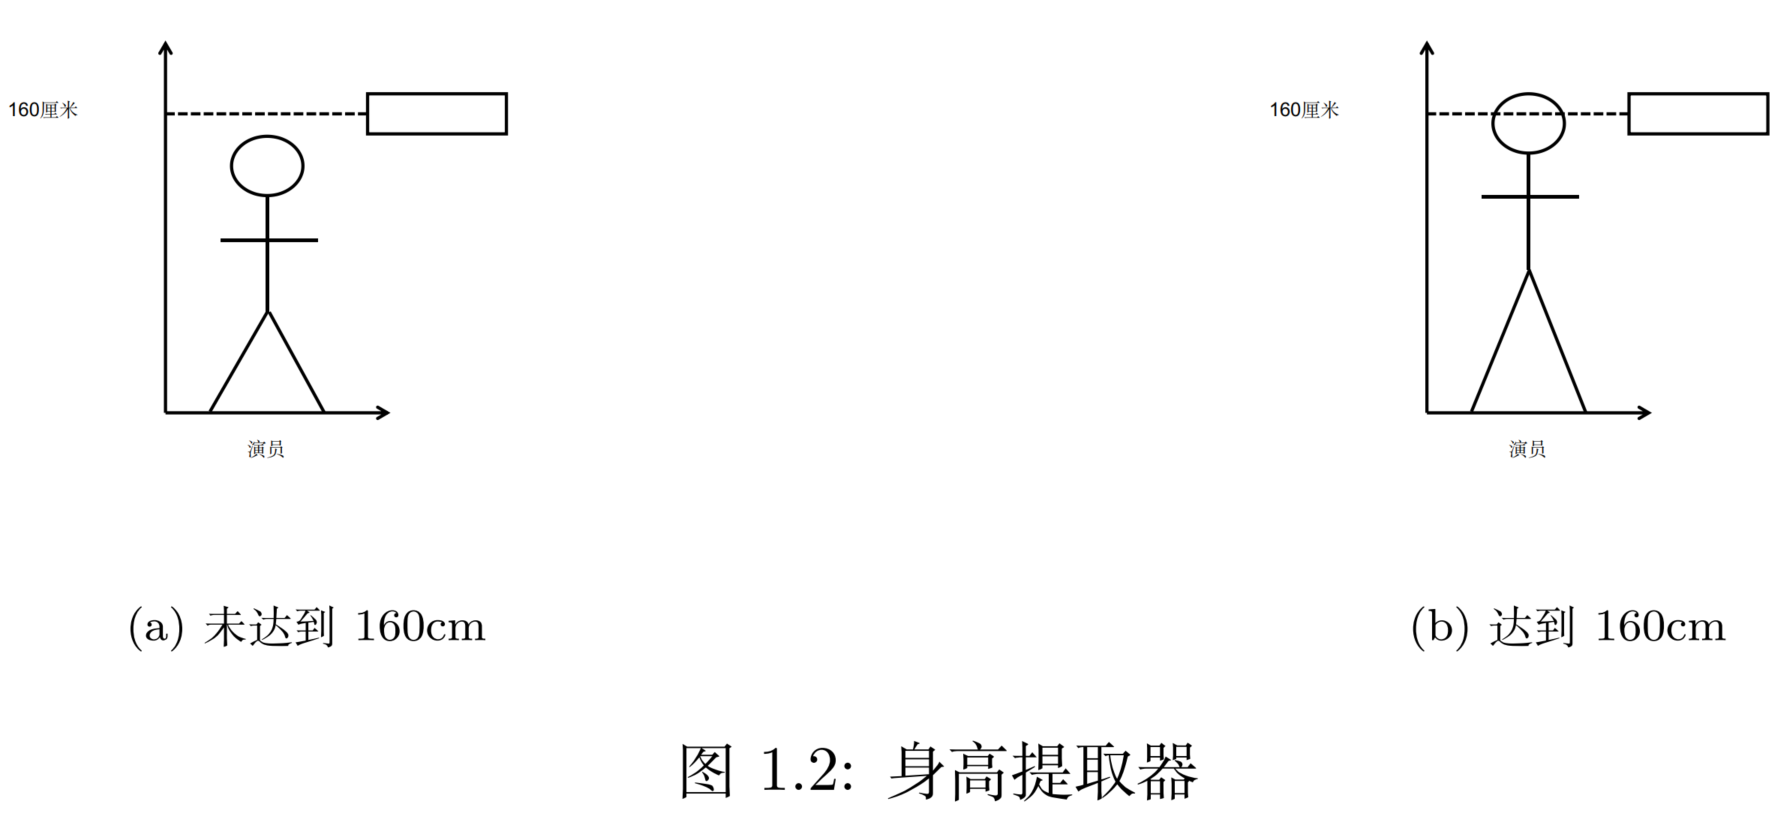 160厘米
演员
(a) 未达到 160cm
160厘米
演员
(b) 达到 160cm
图 1.2: 身高提取器